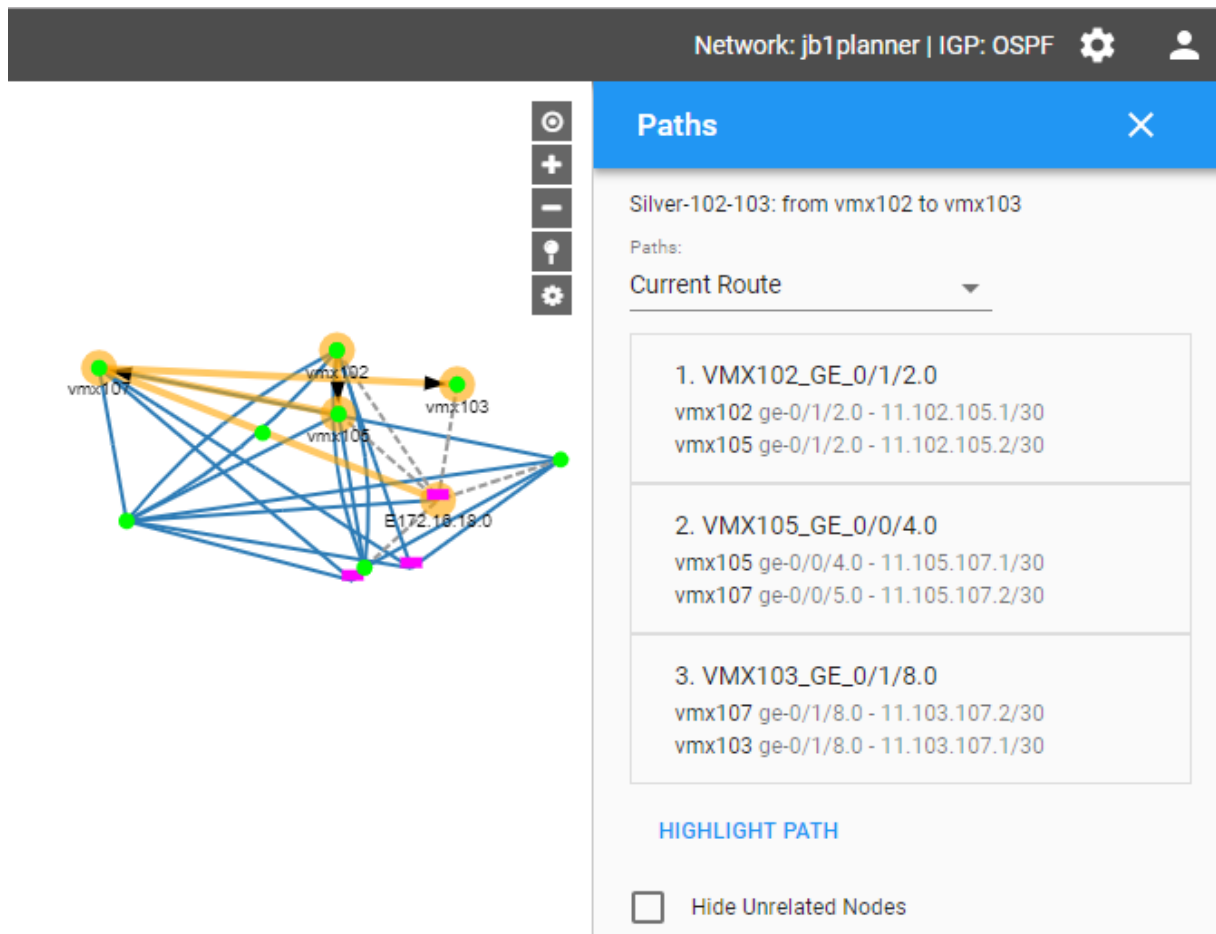 Network: jb1planner | IGP: OSPF
Paths
Silver-102-103: from vmx102 to vmx103
Paths:
Current Route
1. VMX102_GE_0/1/2.0
vmx102 ge-0/1/2.0 - 11.102.105.1/30
vmx105 ge-0/1/2.0 - 11.102.105.2/30
2. VMX105_GE_0/0/4.0
vmx105 ge-0/0/4.0 - 11.105.107.1/30
vmx107 ge-0/0/5.0 - 11.105.107.2/30
3. VMX103_GE_0/1/8.0
vmx107 ge-0/1/8.0 - 11.103.107.2/30
vmx103 ge-0/1/8.0 - 11.103.107.1/30
HIGHLIGHT PATH
Hide Unrelated Nodes
vmx102
vmx107
vmx103
vmx105
E172.16.18.0